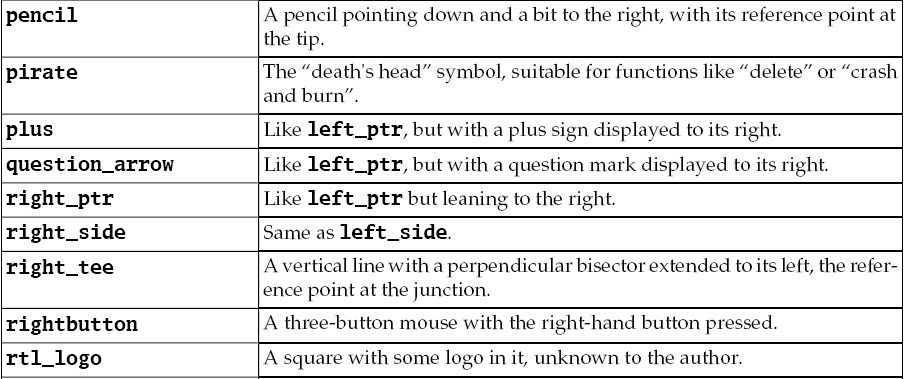 pencil A pencil pointing down and a bit to the right, with its reference point at
the tip.
pirate The “death's head” symbol, suitable for functions like “delete” or “crash
and burn”.
plus Like left_ptr, but with a plus sign displayed to its right.
question_arrow Like left_ptr, but with a question mark displayed to its right.
right_ptr Like left_ptr but leaning to the right.
right_side Same as left_side.
right_tee A vertical line with a perpendicular bisector extended to its left, the refer-
ence point at the junction.
rightbutton A three-button mouse with the right-hand button pressed.
rtl_logo A square with some logo in it, unknown to the author.